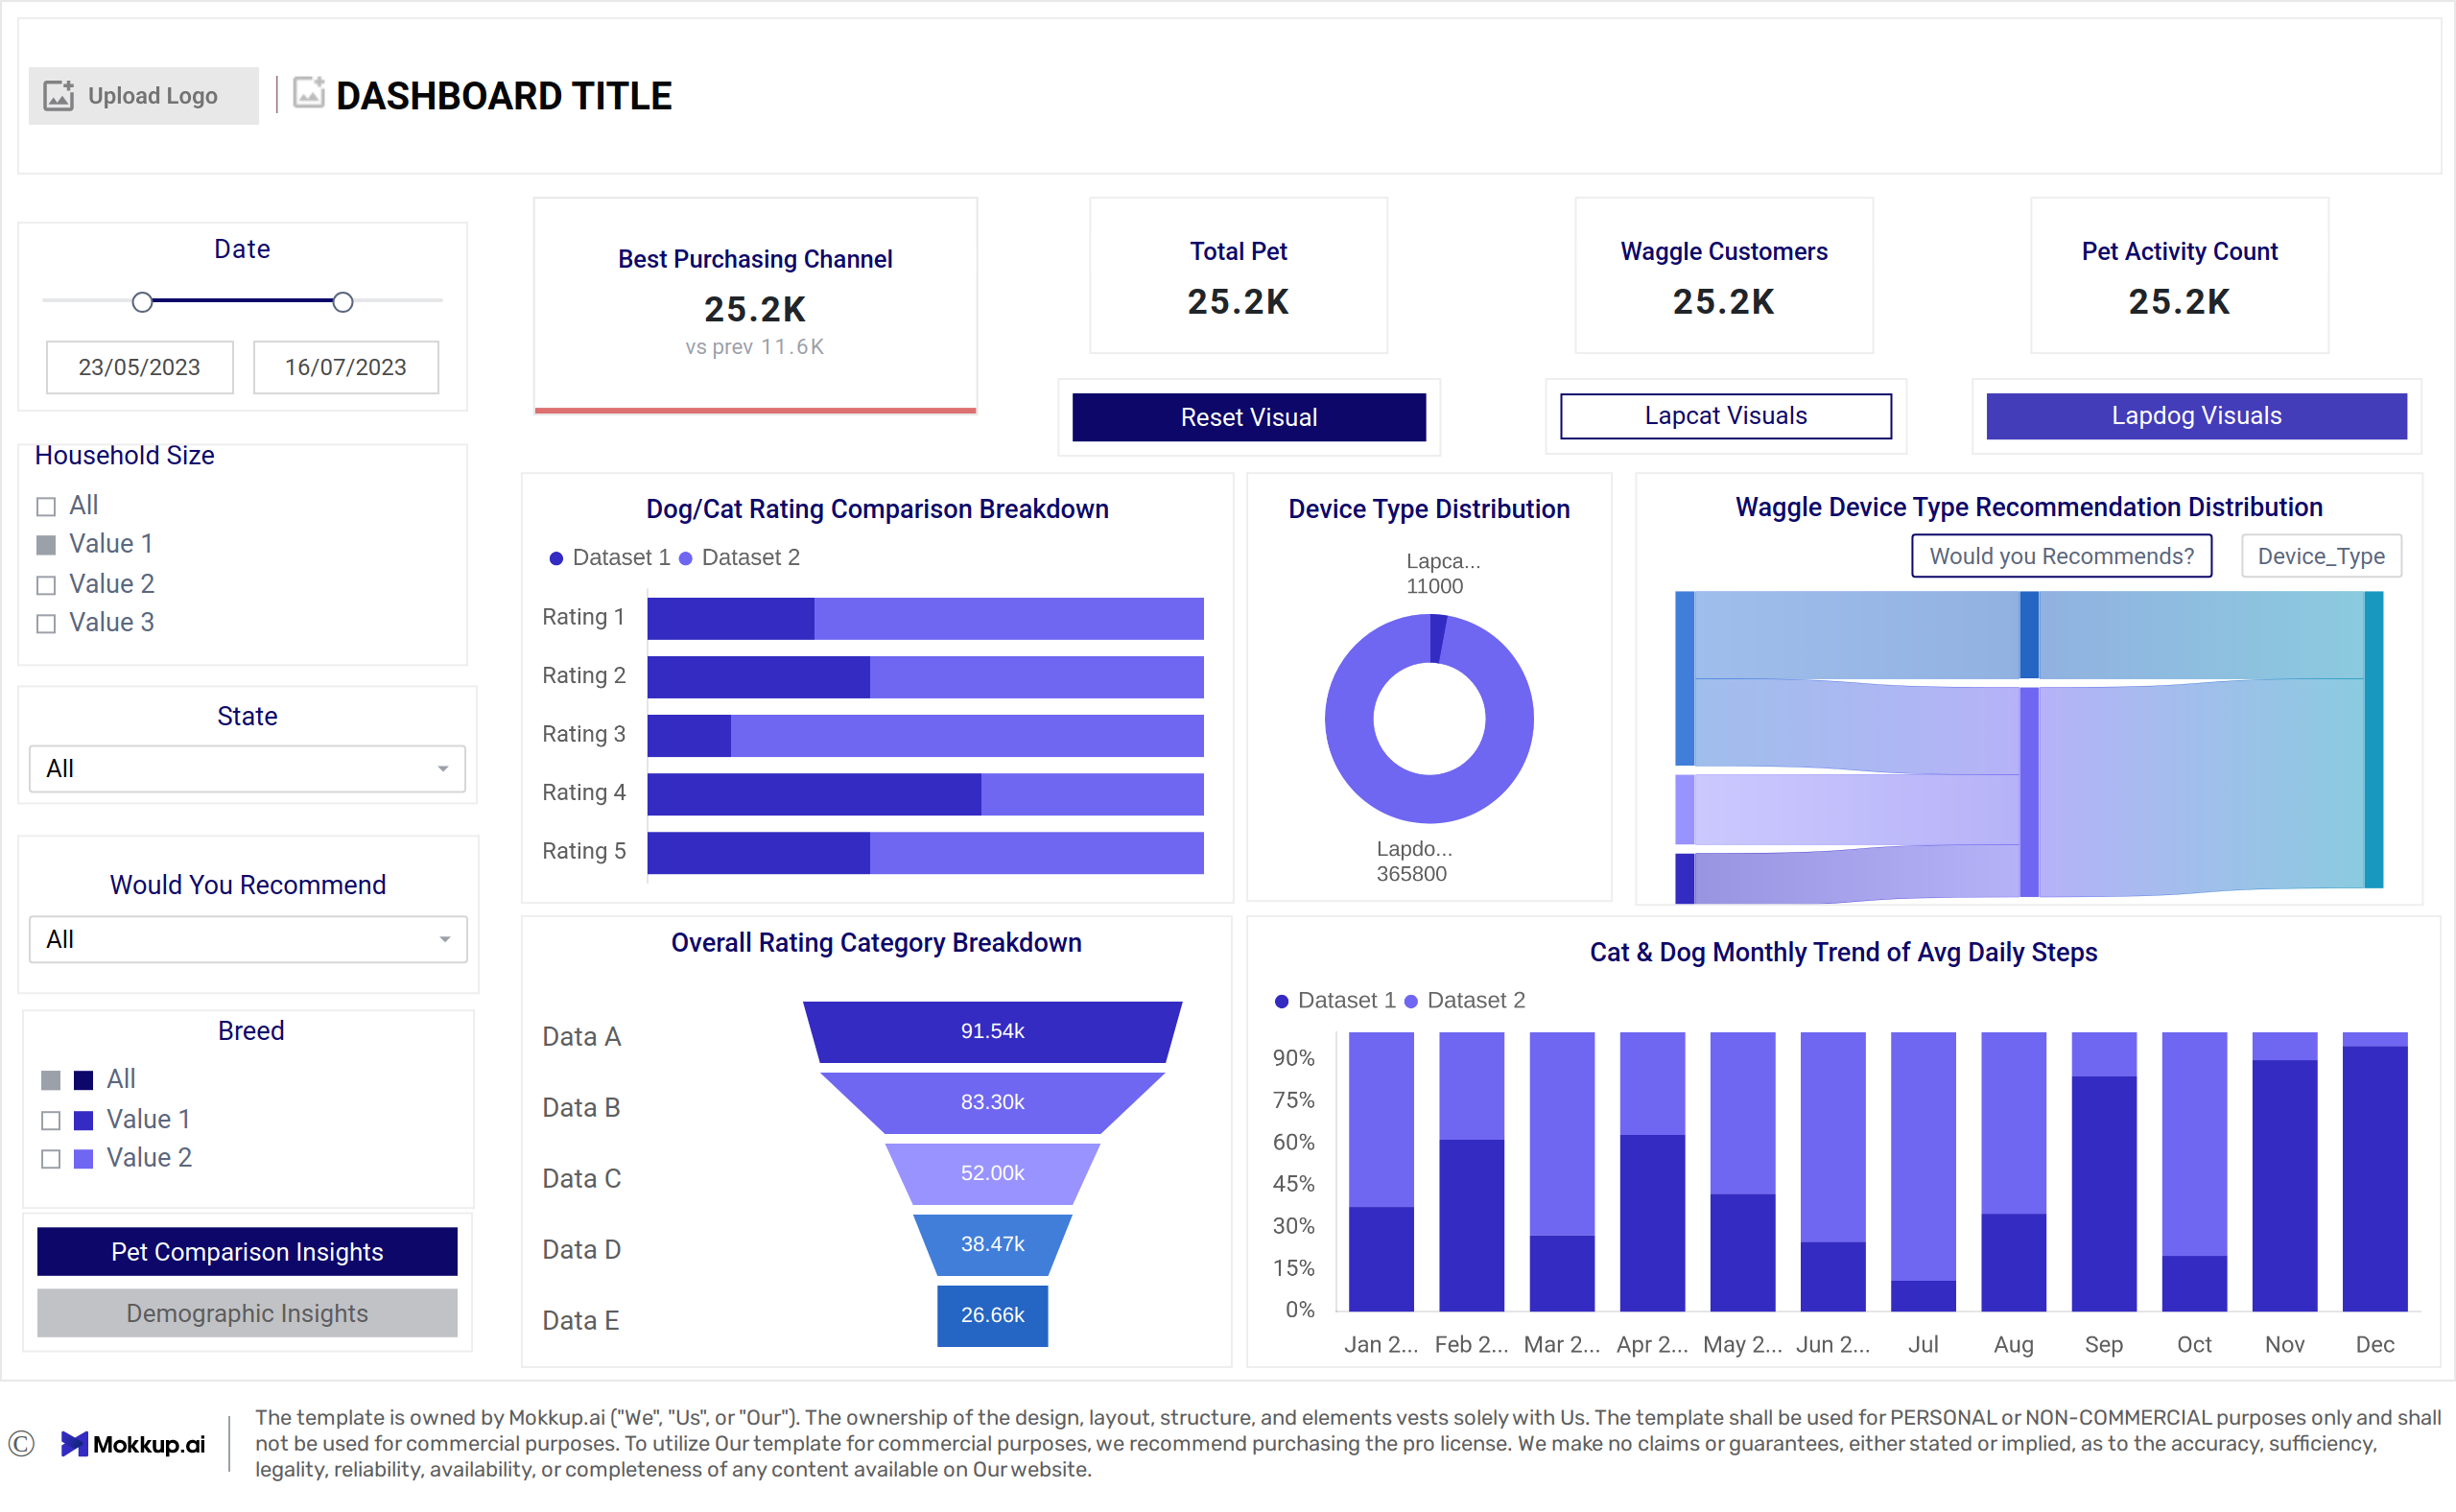 Upload Logo
DASHBOARD TITLE
Date
23/05/2023
16/07/2023
Household Size
All
Value 1
Value 2
Value 3
State
All
Would You Recommend
All
Breed
All
Value 1
Value 2
Pet Comparison Insights
Demographic Insights
Best Purchasing Channel
25.2K
vs prev 11.6K
Total Pet
25.2K
Waggle Customers
25.2K
Pet Activity Count
25.2K
Reset Visual
Lapcat Visuals
Lapdog Visuals
Dog/Cat Rating Comparison Breakdown
Dataset 1
Dataset 2
Rating 1
Rating 2
Rating 3
Rating 4
Rating 5
Device Type Distribution
Lapca...
11000
Lapdo...
365800
Waggle Device Type Recommendation Distribution
Would you Recommends?
Device_Type
Overall Rating Category Breakdown
Data A
91.54k
Data B
83.30k
Data C
52.00k
Data D
38.47k
Data E
26.66k
Cat & Dog Monthly Trend of Avg Daily Steps
Dataset 1
Dataset 2
90%
75%
60%
45%
30%
15%
0%
Jan 2...
Feb 2...
Mar 2...
Apr 2...
May 2...
Jun 2...
Jul
Aug
Sep
Oct
Nov
Dec
© Mokkup.ai
The template is owned by Mokkup.ai ("We", "Us", or "Our"). The ownership of the design, layout, structure, and elements vests solely with Us. The template shall be used for PERSONAL or NON-COMMERCIAL purposes only and shall
not be used for commercial purposes. To utilize Our template for commercial purposes, we recommend purchasing the pro license. We make no claims or guarantees, either stated or implied, as to the accuracy, sufficiency,
legality, reliability, availability, or completeness of any content available on Our website.